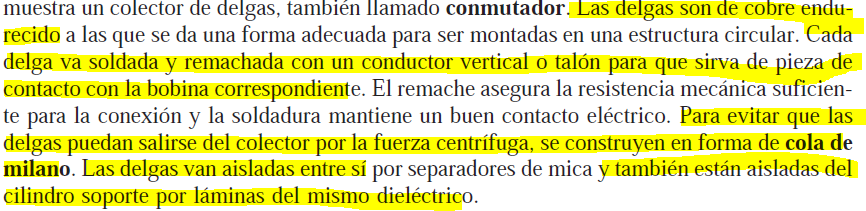 muestra un colector de delgas, también llamado conmutador. Las delgas son de cobre endu-
recido a las que se da una forma adecuada para ser montadas en una estructura circular. Cada
delga va soldada y remachada con un conductor vertical o talón para que sirva de pieza de
contacto con la bobina correspondiente. El remache asegura la resistencia mecánica suficien-
te para la conexión y la soldadura mantiene un buen contacto eléctrico. Para evitar que las
delgas puedan salirse del colector por la fuerza centrífuga, se construyen en forma de cola de
milano. Las delgas van aisladas entre sí por separadores de mica y también están aisladas del
cilindro soporte por láminas del mismo dieléctrico.